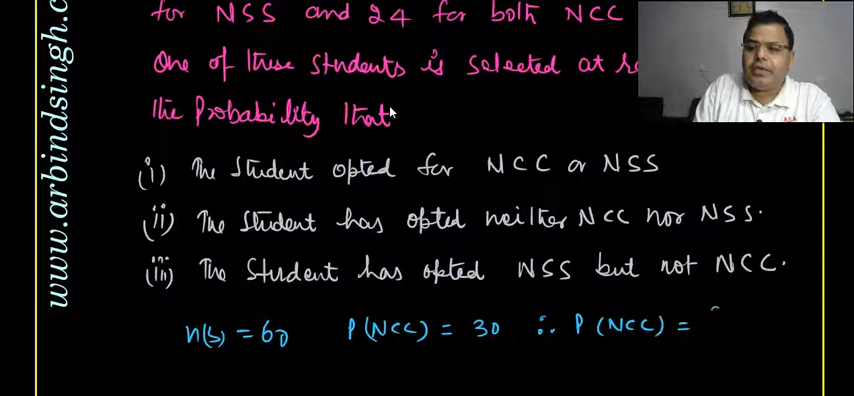 for NSS and 24 for both NCC
One of these students is selected at
the Probability that
(i) The Student opted for NCC or NSS
(ii) The Student has opted neither NCC nor NSS.
(iii) The Student has opted NSS but not NCC.
n(s) = 60 P(NCC) = 30 ∴ P(NCC) =
www.arbindsingh.c